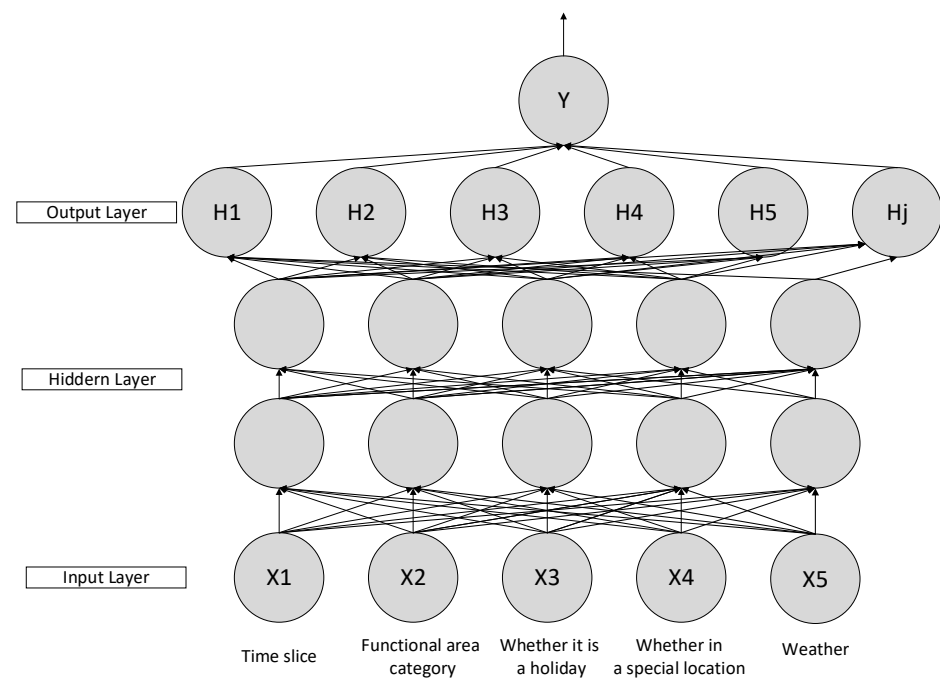 Y
Output Layer
H1
H2
H3
H4
H5
Hj
Hiddern Layer
Input Layer
X1
X2
X3
X4
X5
Time slice
Functional area
category
Whether it is
a holiday
Whether in
a special location
Weather